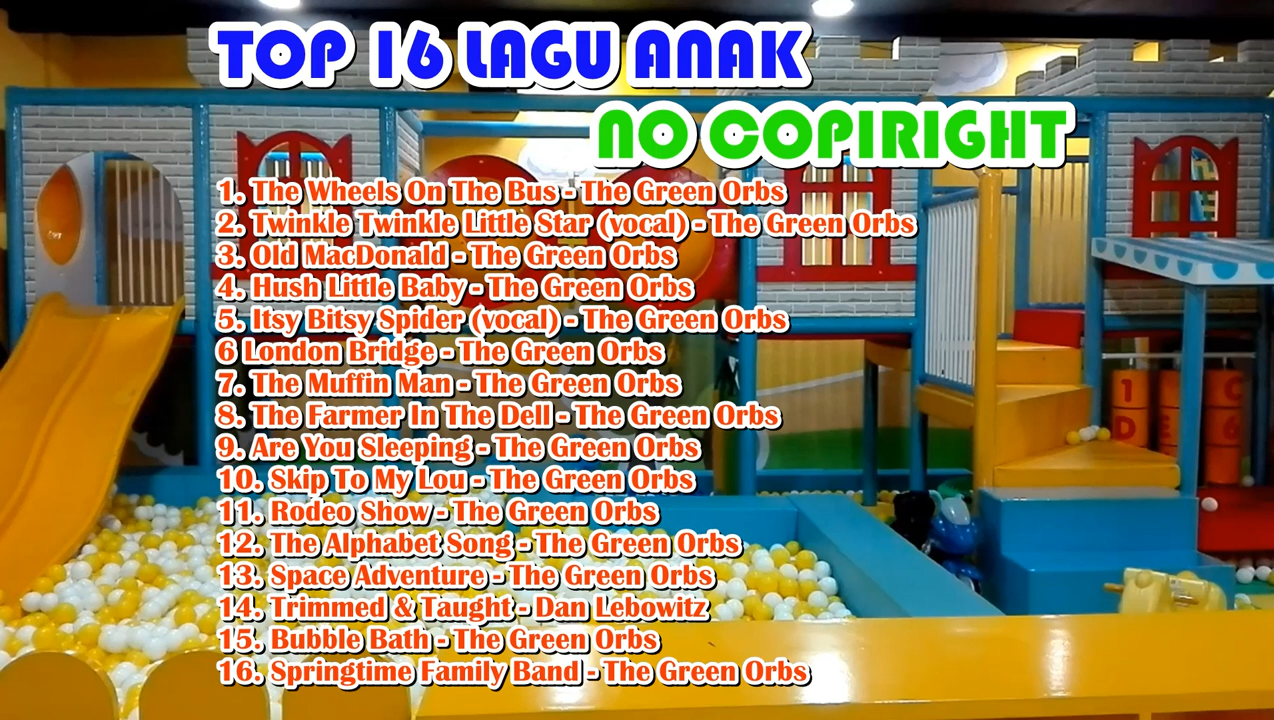 TOP 16 LAGU ANAK
NO COPIRIGHT
1. The Wheels On The Bus - The Green Orbs
2. Twinkle Twinkle Little Star (vocal) - The Green Orbs
3. Old MacDonald - The Green Orbs
4. Hush Little Baby - The Green Orbs
5. Itsy Bitsy Spider (vocal) - The Green Orbs
6 London Bridge - The Green Orbs
7. The Muffin Man - The Green Orbs
8. The Farmer In The Dell - The Green Orbs
9. Are You Sleeping - The Green Orbs
10. Skip To My Lou - The Green Orbs
11. Rodeo Show - The Green Orbs
12. The Alphabet Song - The Green Orbs
13. Space Adventure - The Green Orbs
14. Trimmed & Taught - Dan Lebowitz
15. Bubble Bath - The Green Orbs
16. Springtime Family Band - The Green Orbs